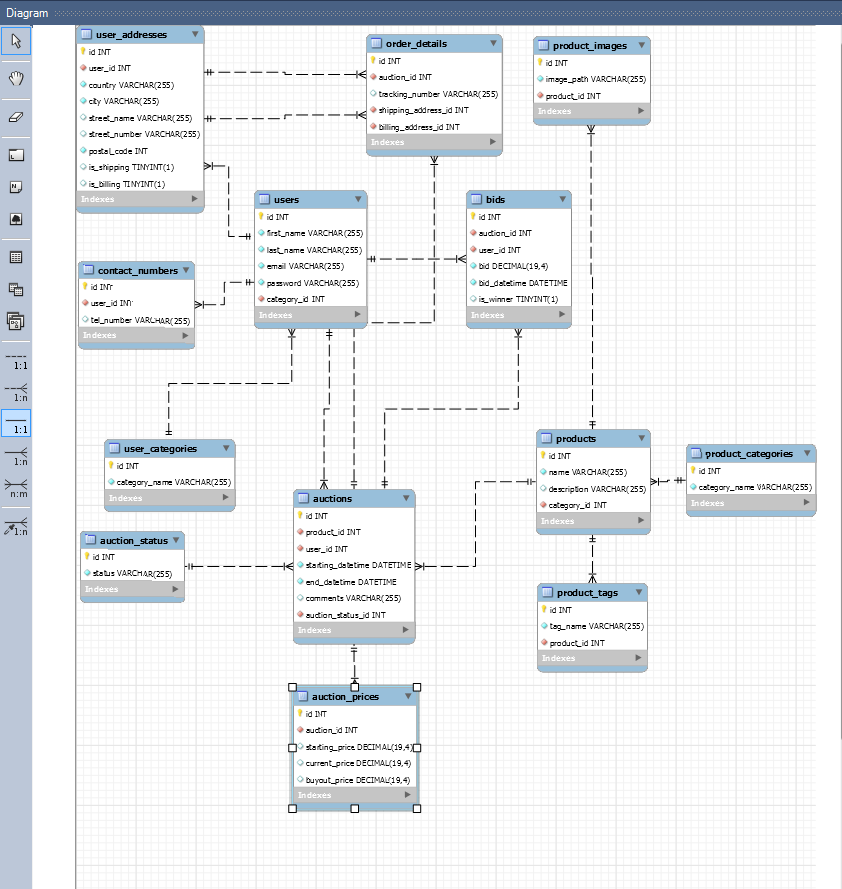 Diagram
1:1
1:n
1:1
1:n
n:m
1:n
user_addresses
id INT
user_id INT
country VARCHAR(255)
city VARCHAR(255)
street_name VARCHAR(255)
street_number VARCHAR(255)
postal_code INT
is_shipping TINYINT(1)
is_billing TINYINT(1)
Indexes
order_details
id INT
auction_id INT
tracking_number VARCHAR(255)
shipping_address_id INT
billing_address_id INT
Indexes
product_images
id INT
image_path VARCHAR(255)
product_id INT
Indexes
users
id INT
first_name VARCHAR(255)
last_name VARCHAR(255)
email VARCHAR(255)
password VARCHAR(255)
category_id INT
Indexes
bids
id INT
auction_id INT
user_id INT
bid DECIMAL(19,4)
bid_datetime DATETIME
is_winner TINYINT(1)
Indexes
contact_numbers
id INT
user_id INT
tel_number VARCHAR(255)
Indexes
user_categories
id INT
category_name VARCHAR(255)
Indexes
products
id INT
name VARCHAR(255)
description VARCHAR(255)
category_id INT
Indexes
product_categories
id INT
category_name VARCHAR(255)
Indexes
auction_status
id INT
status VARCHAR(255)
Indexes
auctions
id INT
product_id INT
user_id INT
starting_datetime DATETIME
end_datetime DATETIME
comments VARCHAR(255)
auction_status_id INT
Indexes
product_tags
id INT
tag_name VARCHAR(255)
product_id INT
Indexes
auction_prices
id INT
auction_id INT
starting_price DECIMAL(19,4)
current_price DECIMAL(19,4)
buyout_price DECIMAL(19,4)
Indexes